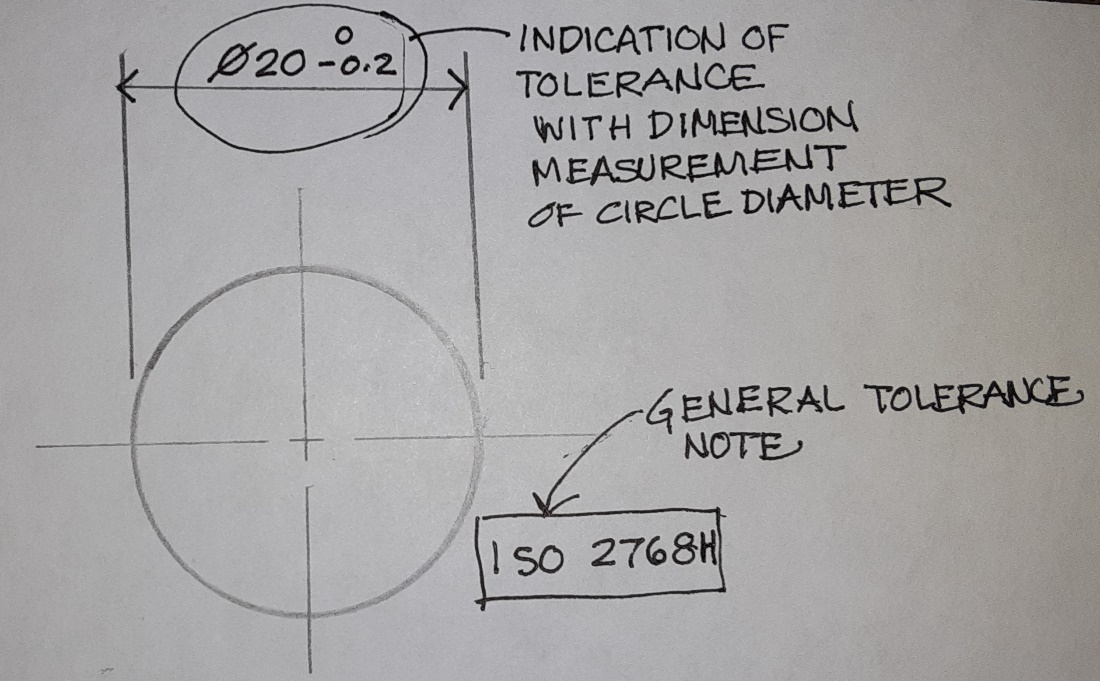 Ø20 0 -0.2
INDICATION OF
TOLERANCE
WITH DIMENSION
MEASUREMENT
OF CIRCLE DIAMETER
GENERAL TOLERANCE
NOTE
ISO 2768H